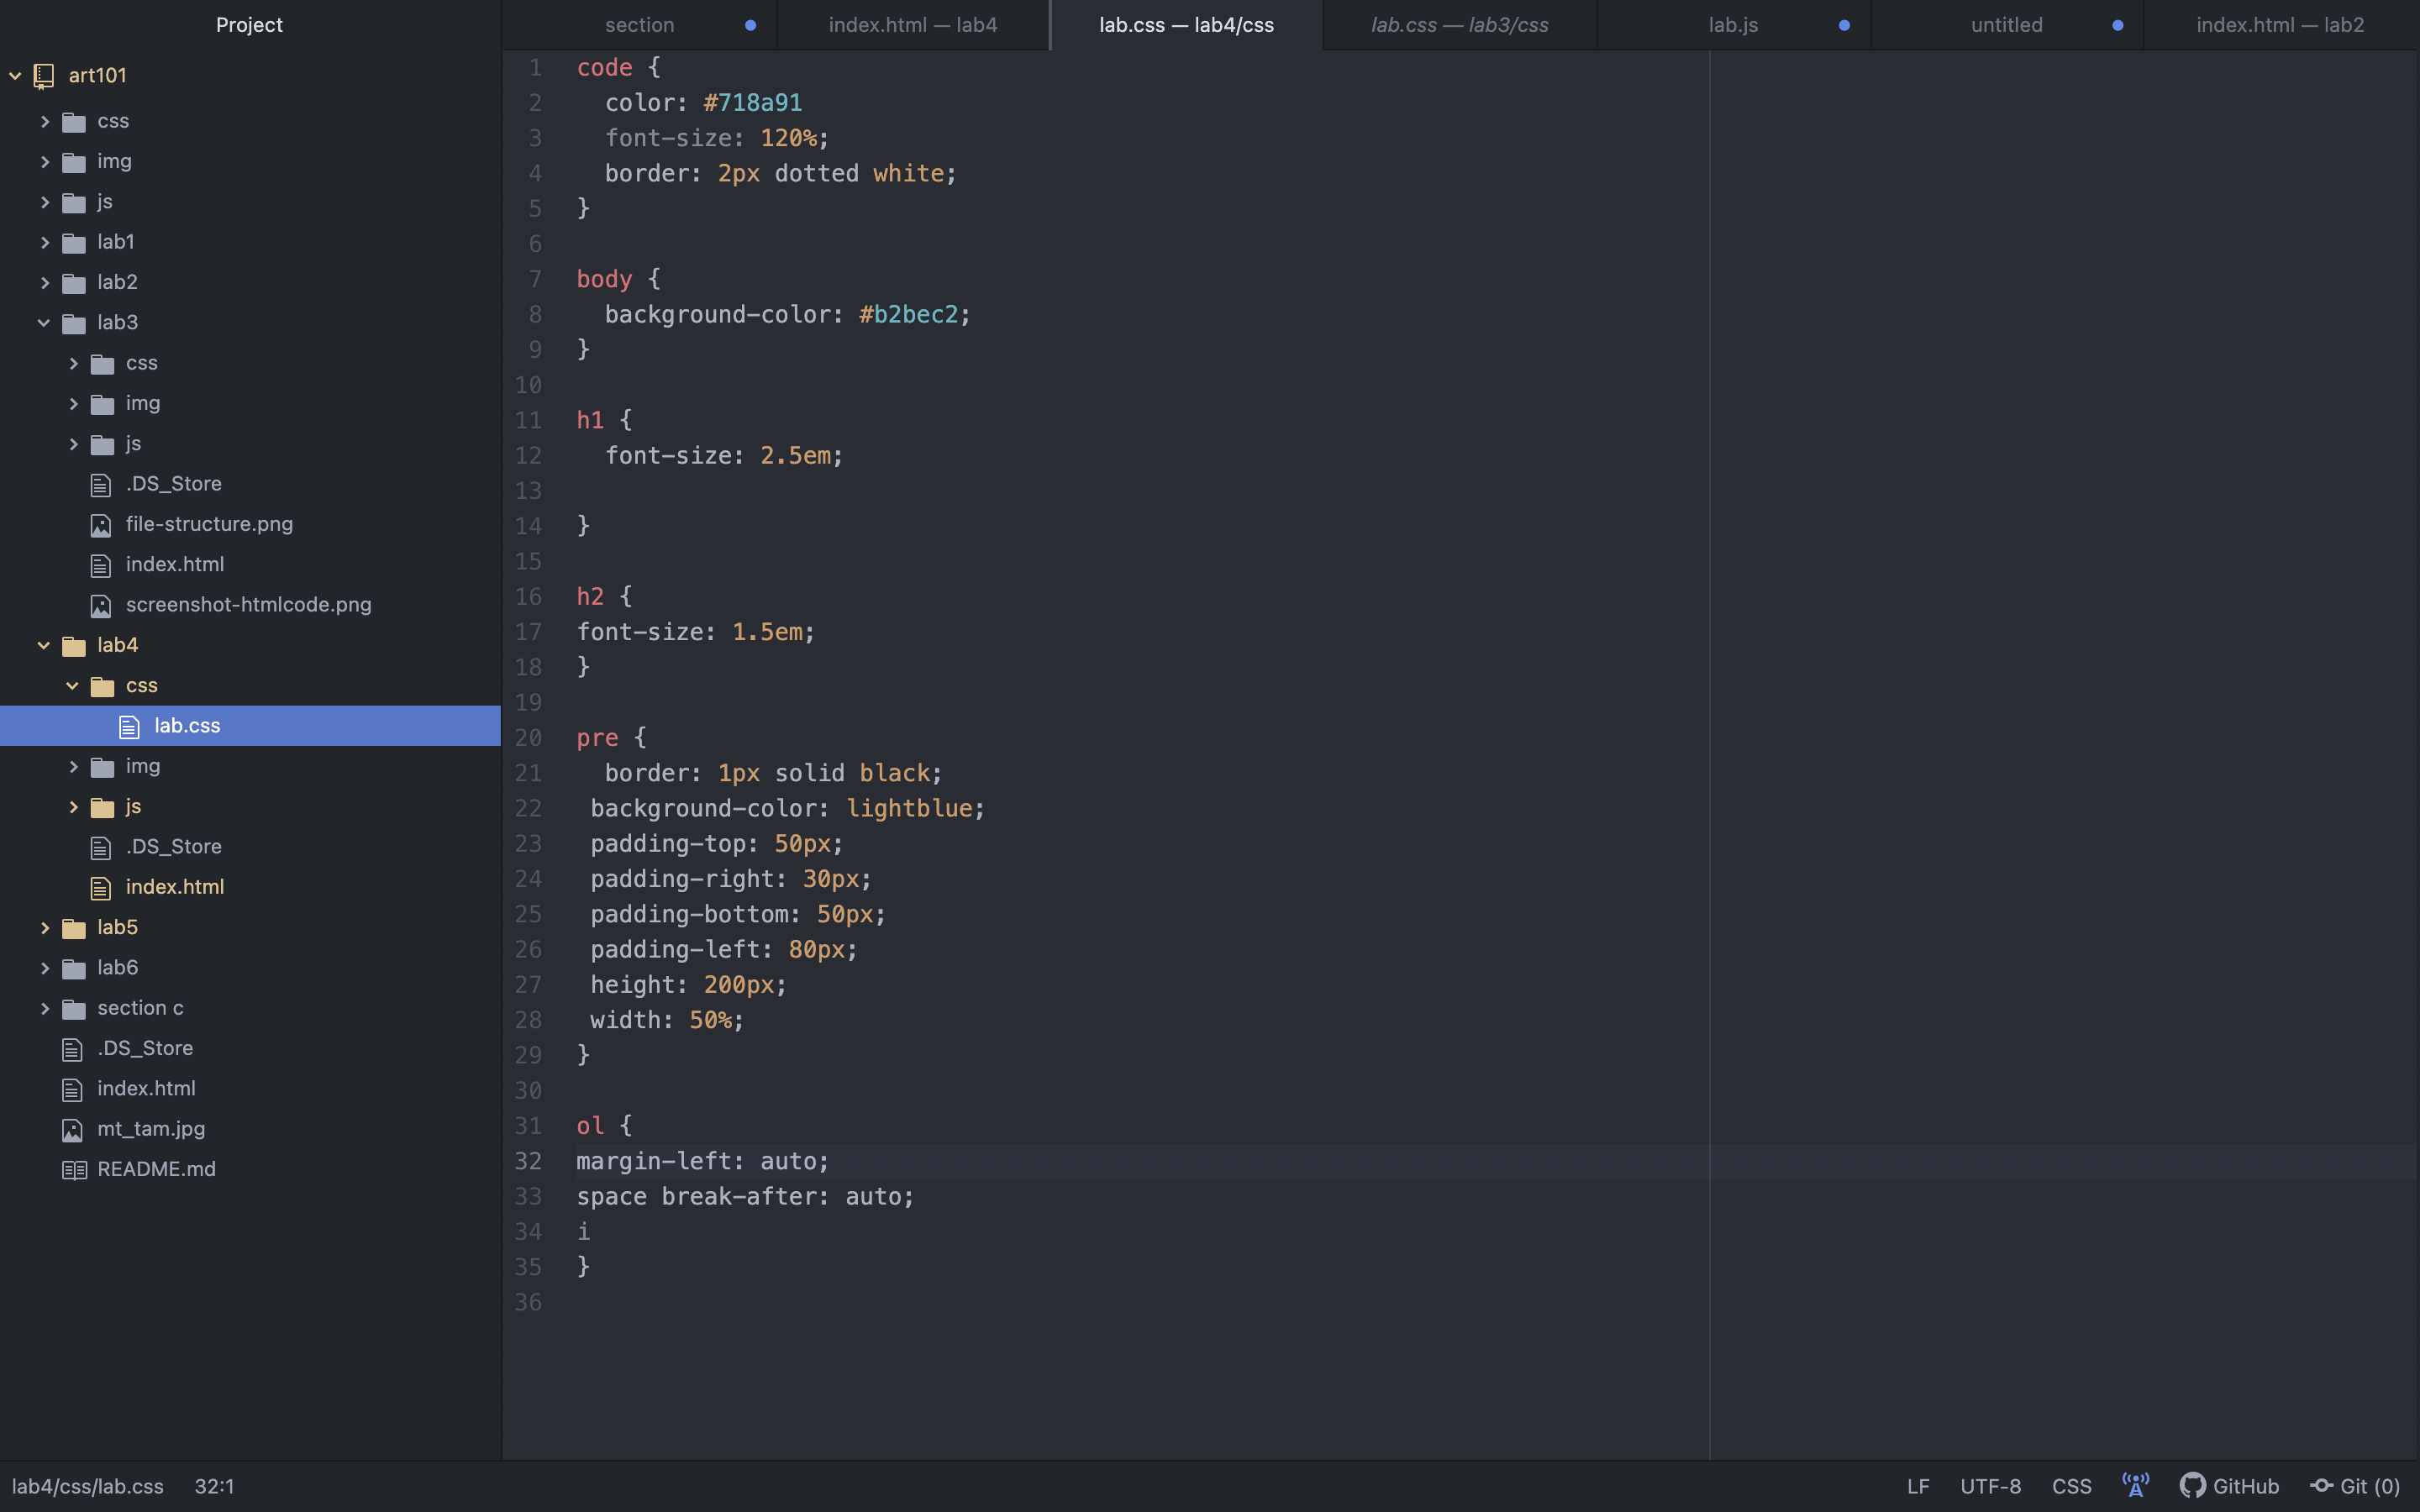 Project
section
index.html — lab4
lab.css — lab4/css
lab.css — lab3/css
lab.js
untitled
index.html — lab2
art101
css
img
js
lab1
lab2
lab3
css
img
js
.DS_Store
file-structure.png
index.html
screenshot-htmlcode.png
lab4
css
lab.css
img
js
.DS_Store
index.html
lab5
lab6
section c
.DS_Store
index.html
mt_tam.jpg
README.md
1 code {
2   color: #718a91
3   font-size: 120%;
4   border: 2px dotted white;
5 }
6
7 body {
8   background-color: #b2bec2;
9 }
10
11 h1 {
12   font-size: 2.5em;
13
14 }
15
16 h2 {
17 font-size: 1.5em;
18 }
19
20 pre {
21   border: 1px solid black;
22  background-color: lightblue;
23  padding-top: 50px;
24  padding-right: 30px;
25  padding-bottom: 50px;
26  padding-left: 80px;
27  height: 200px;
28  width: 50%;
29 }
30
31 ol {
32 margin-left: auto;
33 space break-after: auto;
34 i
35 }
36
lab4/css/lab.css 32:1 LF UTF-8 CSS GitHub Git (0)